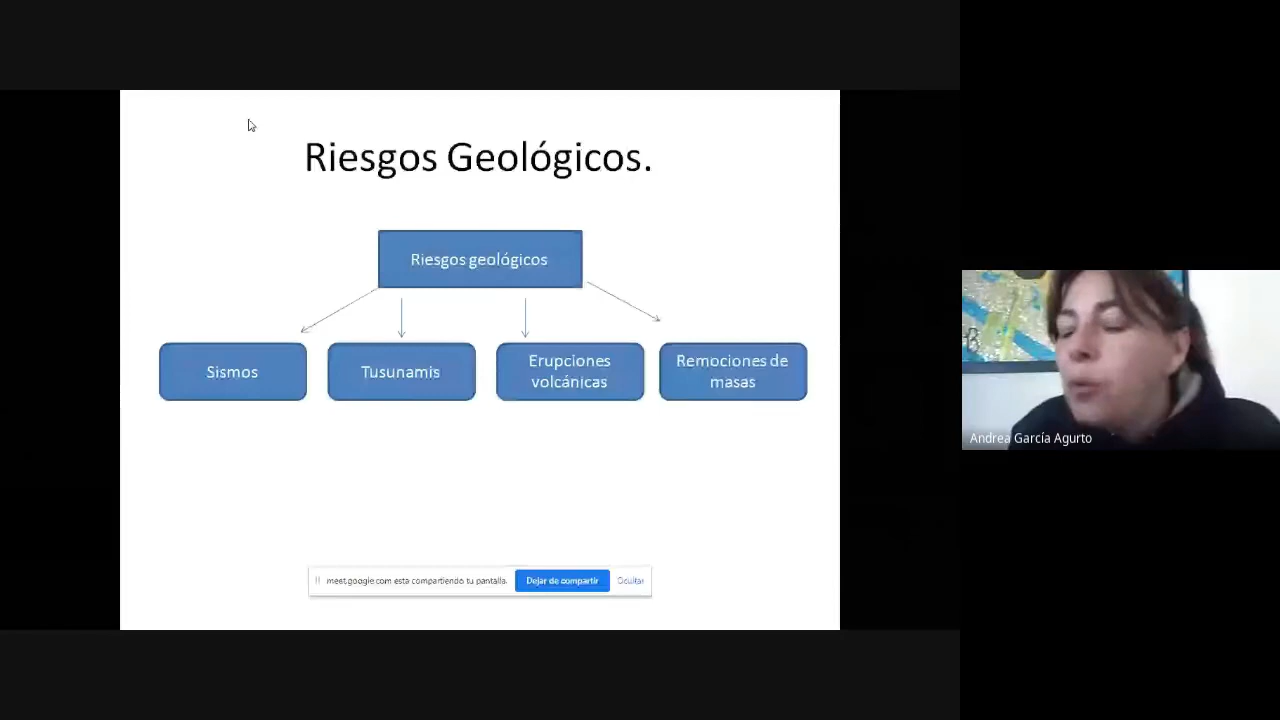 Riesgos Geológicos.
Riesgos geológicos
Sismos
Tusunamis
Erupciones
volcánicas
Remociones de
masas
Andrea García Agurto
meet.google.com está compartiendo tu pantalla.
Dejar de compartir
Ocultar